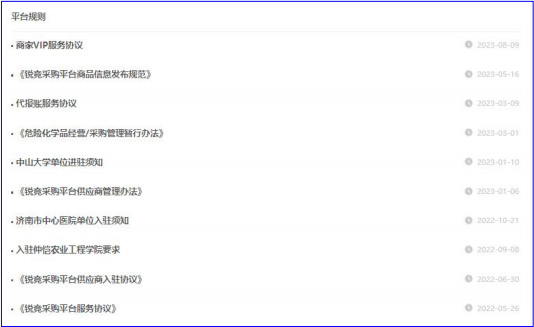 平台规则
• 商家VIP服务协议 2023-08-09
• 《锐竞采购平台商品信息发布规范》 2023-05-16
• 代报账服务协议 2023-03-09
• 《危险化学品经营/采购管理暂行办法》 2023-03-01
• 中山大学单位进驻须知 2023-01-10
• 《锐竞采购平台供应商管理办法》 2023-01-06
• 济南市中心医院单位入驻须知 2022-10-21
• 入驻仲恺农业工程学院要求 2022-09-08
• 《锐竞采购平台供应商入驻协议》 2022-06-30
• 《锐竞采购平台服务协议》 2022-05-26